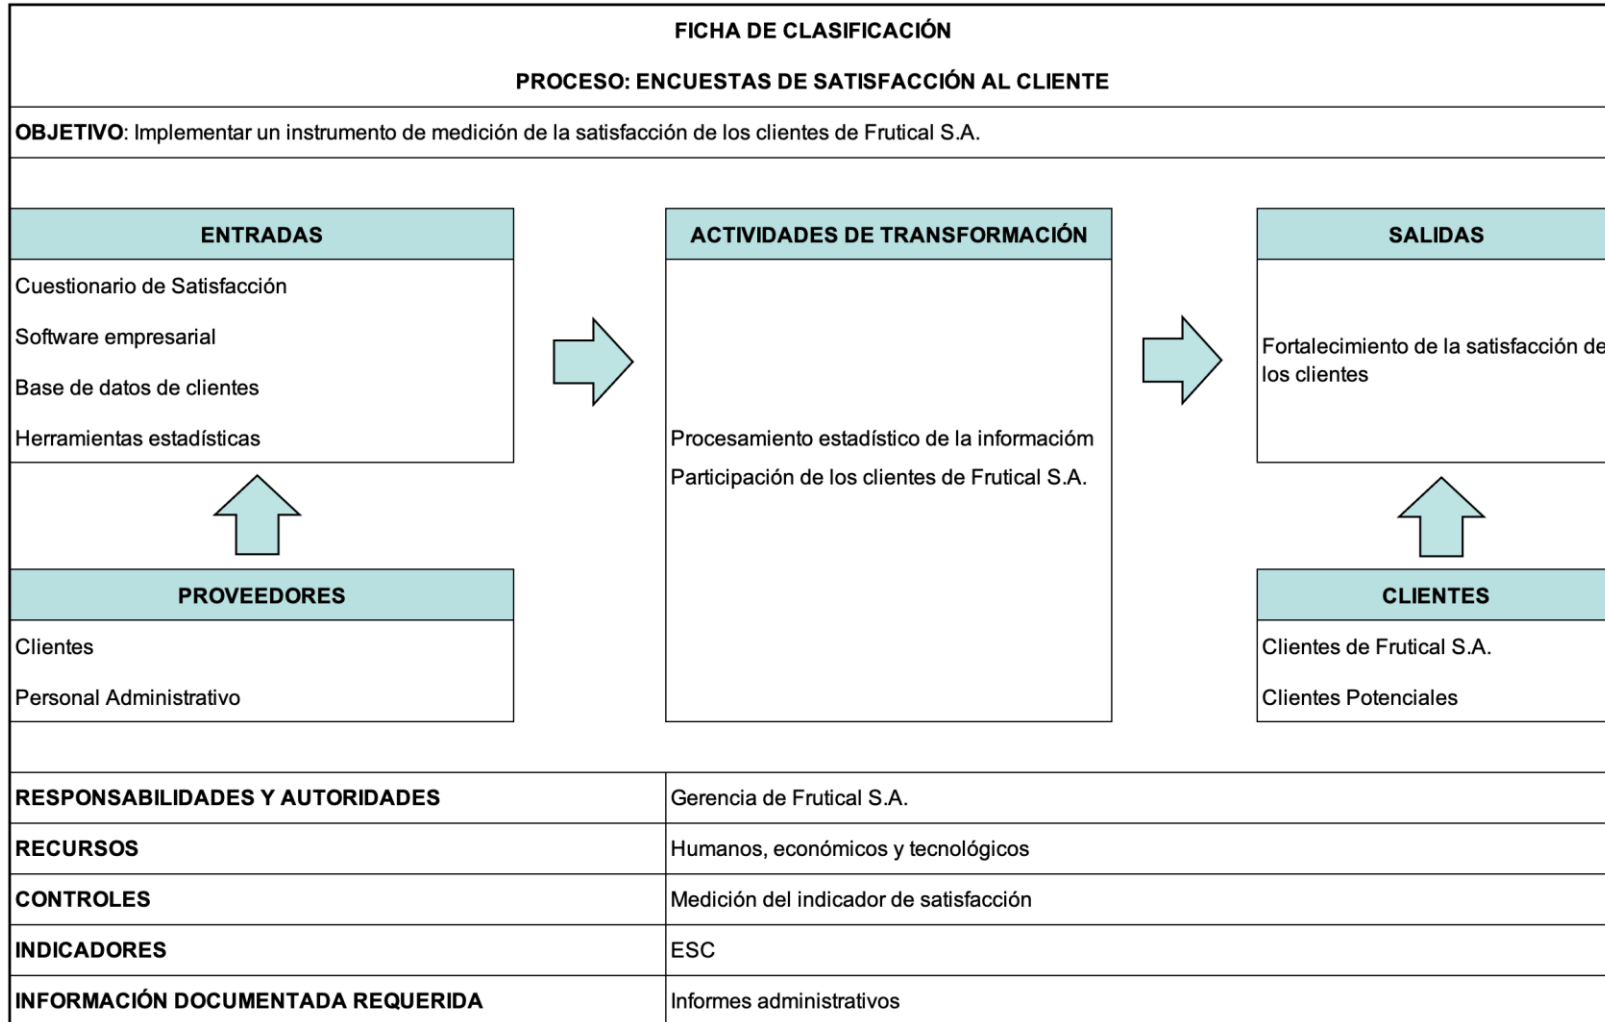 FICHA DE CLASIFICACIÓN
PROCESO: ENCUESTAS DE SATISFACCIÓN AL CLIENTE
OBJETIVO: Implementar un instrumento de medición de la satisfacción de los clientes de Frutical S.A.
ENTRADAS
Cuestionario de Satisfacción
Software empresarial
Base de datos de clientes
Herramientas estadísticas
ACTIVIDADES DE TRANSFORMACIÓN
Procesamiento estadístico de la informacióm
Participación de los clientes de Frutical S.A.
SALIDAS
Fortalecimiento de la satisfacción de
los clientes
PROVEEDORES
Clientes
Personal Administrativo
CLIENTES
Clientes de Frutical S.A.
Clientes Potenciales
RESPONSABILIDADES Y AUTORIDADES
Gerencia de Frutical S.A.
RECURSOS
Humanos, económicos y tecnológicos
CONTROLES
Medición del indicador de satisfacción
INDICADORES
ESC
INFORMACIÓN DOCUMENTADA REQUERIDA
Informes administrativos